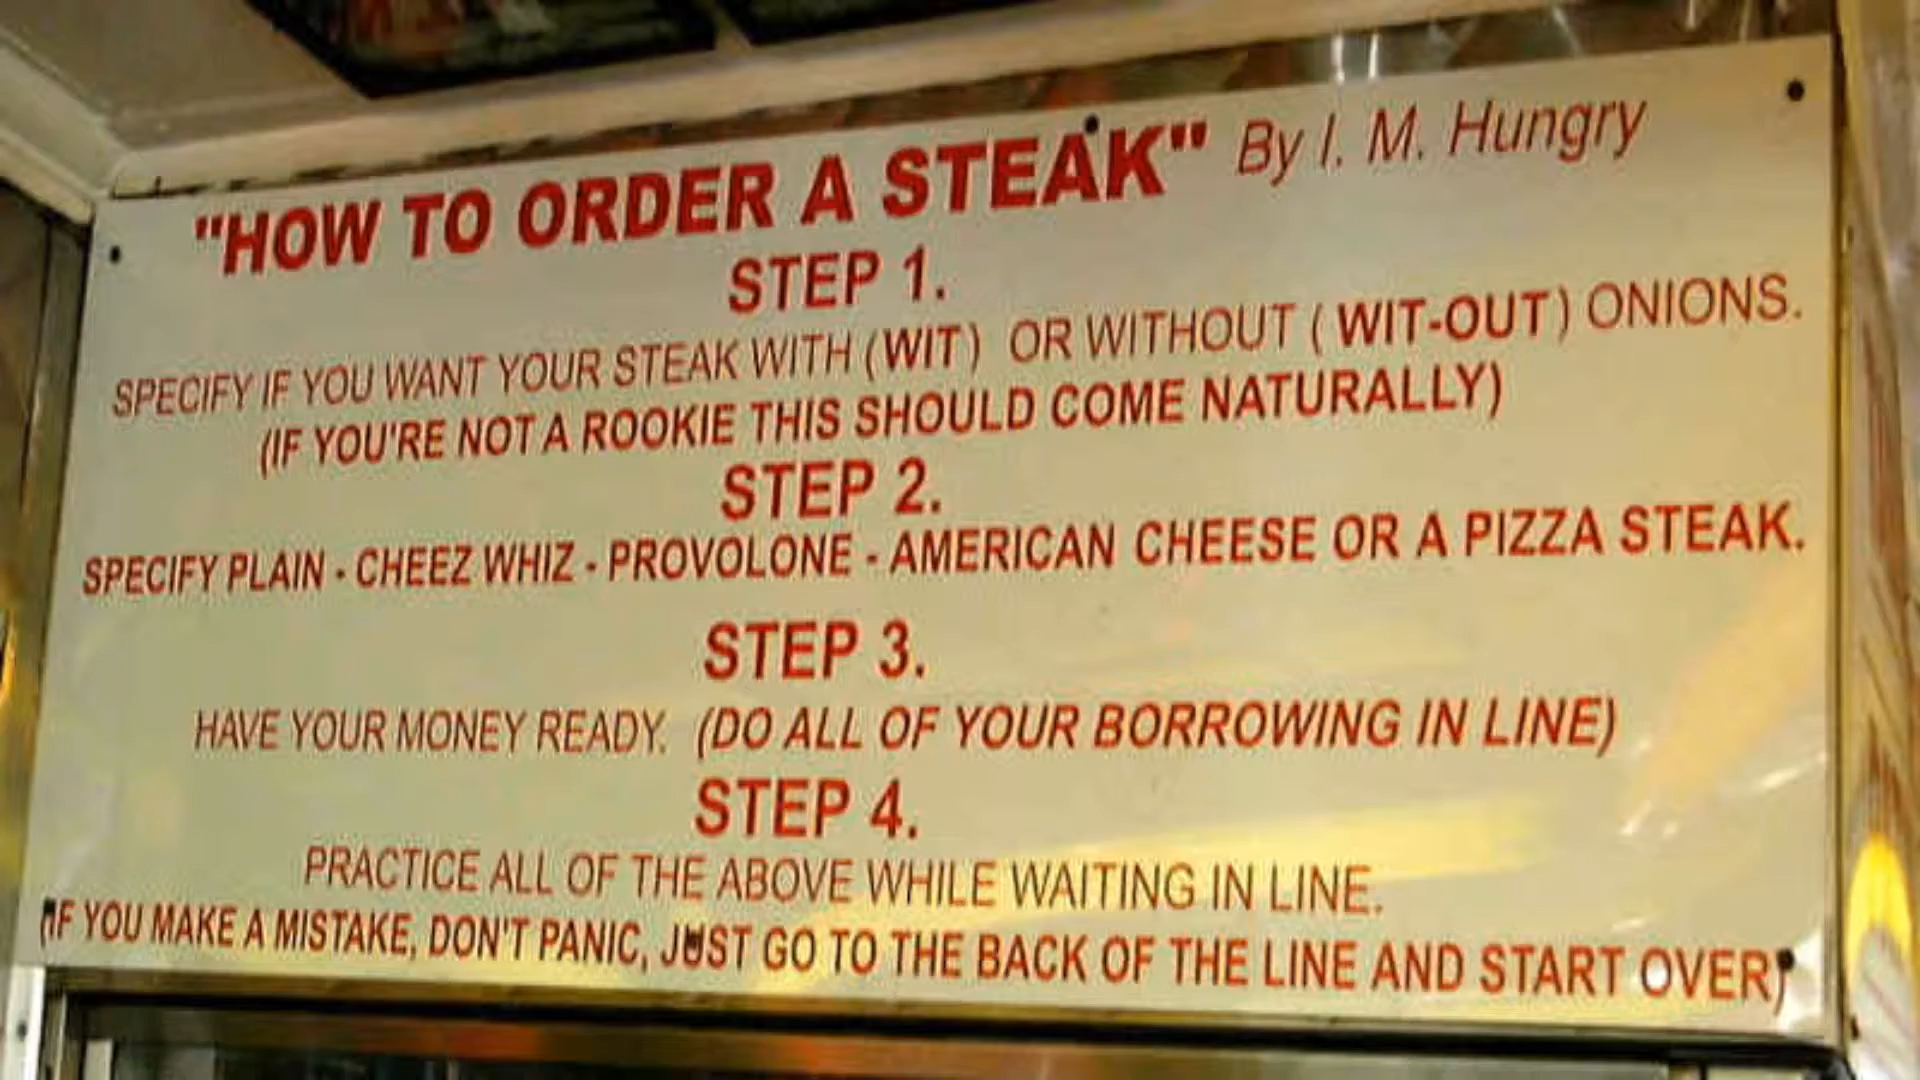 "HOW TO ORDER A STEAK" By I. M. Hungry
STEP 1.
SPECIFY IF YOU WANT YOUR STEAK WITH (WIT) OR WITHOUT ( WIT-OUT) ONIONS.
(IF YOU'RE NOT A ROOKIE THIS SHOULD COME NATURALLY)
STEP 2.
SPECIFY PLAIN - CHEEZ WHIZ - PROVOLONE - AMERICAN CHEESE OR A PIZZA STEAK.
STEP 3.
HAVE YOUR MONEY READY. (DO ALL OF YOUR BORROWING IN LINE)
STEP 4.
PRACTICE ALL OF THE ABOVE WHILE WAITING IN LINE.
(IF YOU MAKE A MISTAKE, DON'T PANIC, JUST GO TO THE BACK OF THE LINE AND START OVER)